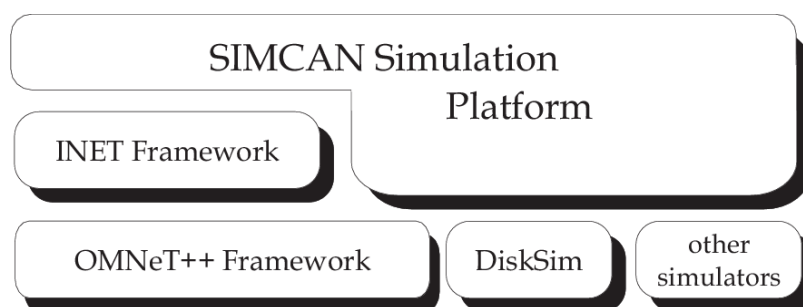 SIMCAN Simulation
Platform
INET Framework
OMNeT++ Framework
DiskSim
other
simulators